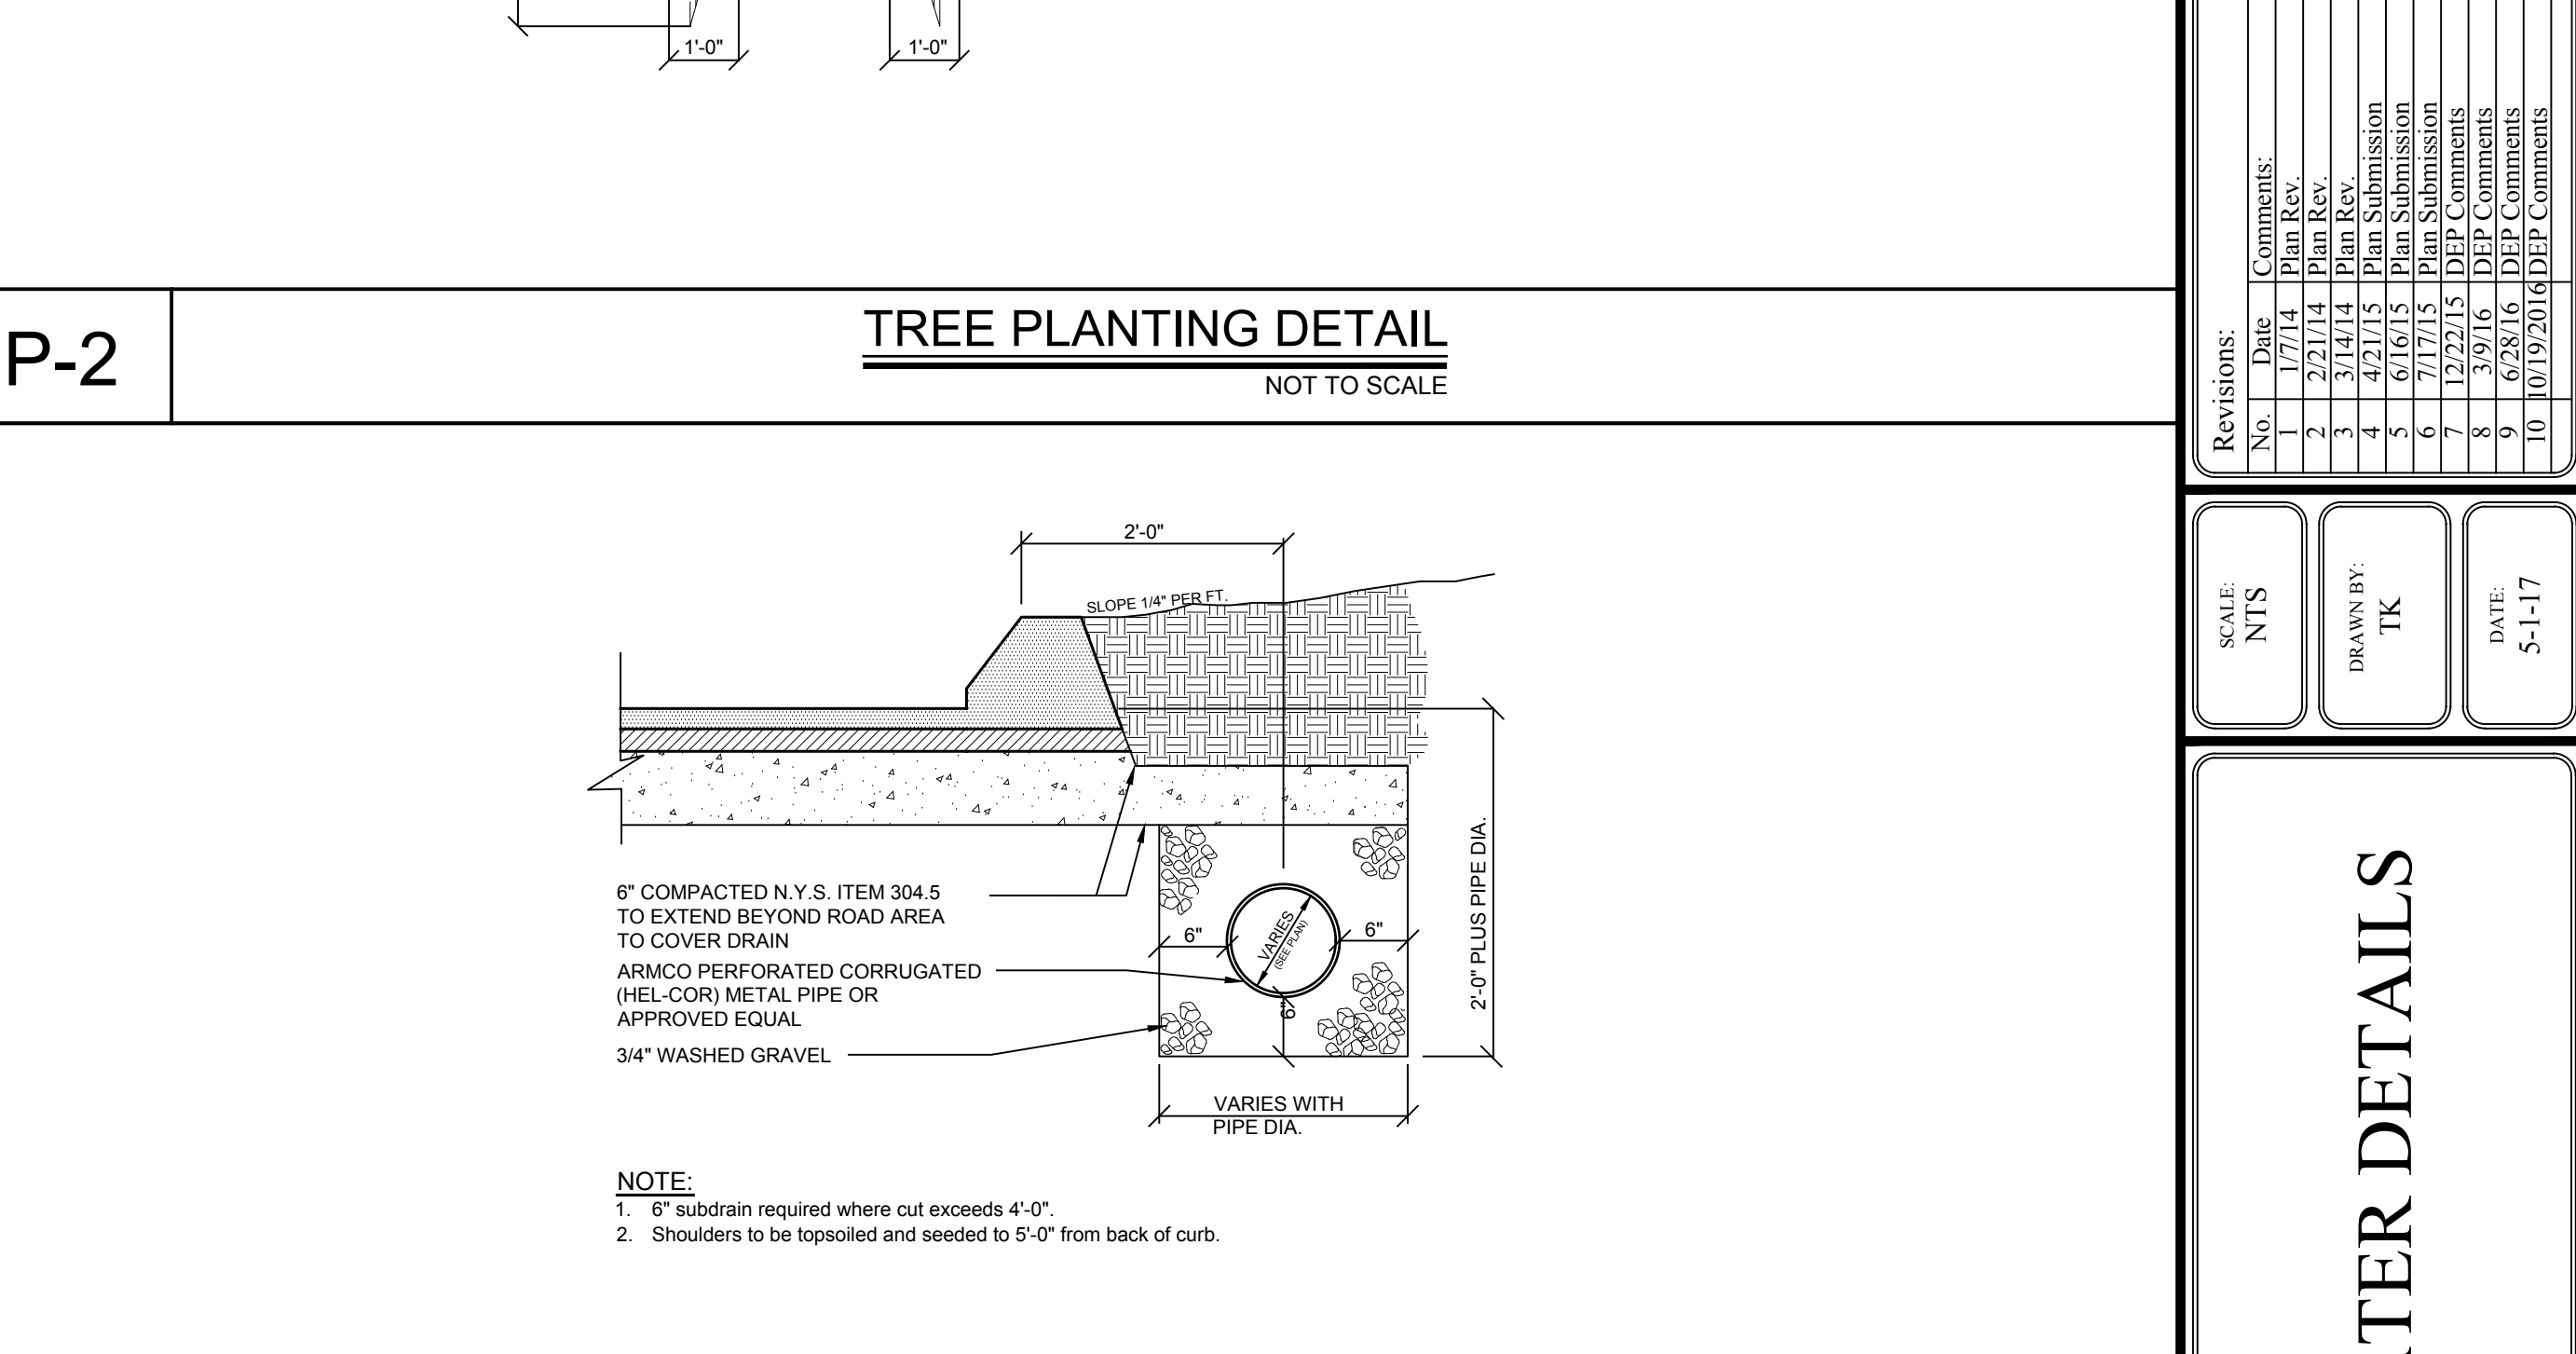 1'-0"
1'-0"
P-2
TREE PLANTING DETAIL
NOT TO SCALE
2'-0"
SLOPE 1/4" PER FT.
6" COMPACTED N.Y.S. ITEM 304.5
TO EXTEND BEYOND ROAD AREA
TO COVER DRAIN
ARMCO PERFORATED CORRUGATED
(HEL-COR) METAL PIPE OR
APPROVED EQUAL
3/4" WASHED GRAVEL
6"
VARIES
(SEE PLAN)
6"
6"
2'-0" PLUS PIPE DIA.
VARIES WITH
PIPE DIA.
NOTE:
1. 6" subdrain required where cut exceeds 4'-0".
2. Shoulders to be topsoiled and seeded to 5'-0" from back of curb.
Revisions:
No. Date Comments:
1 1/7/14 Plan Rev.
2 2/21/14 Plan Rev.
3 3/14/14 Plan Rev.
4 4/21/15 Plan Submission
5 6/16/15 Plan Submission
6 7/17/15 Plan Submission
7 12/22/15 DEP Comments
8 3/9/16 DEP Comments
9 6/28/16 DEP Comments
10 10/19/2016 DEP Comments
SCALE:
NTS
DRAWN BY:
TK
DATE:
5-1-17
TER DETAILS